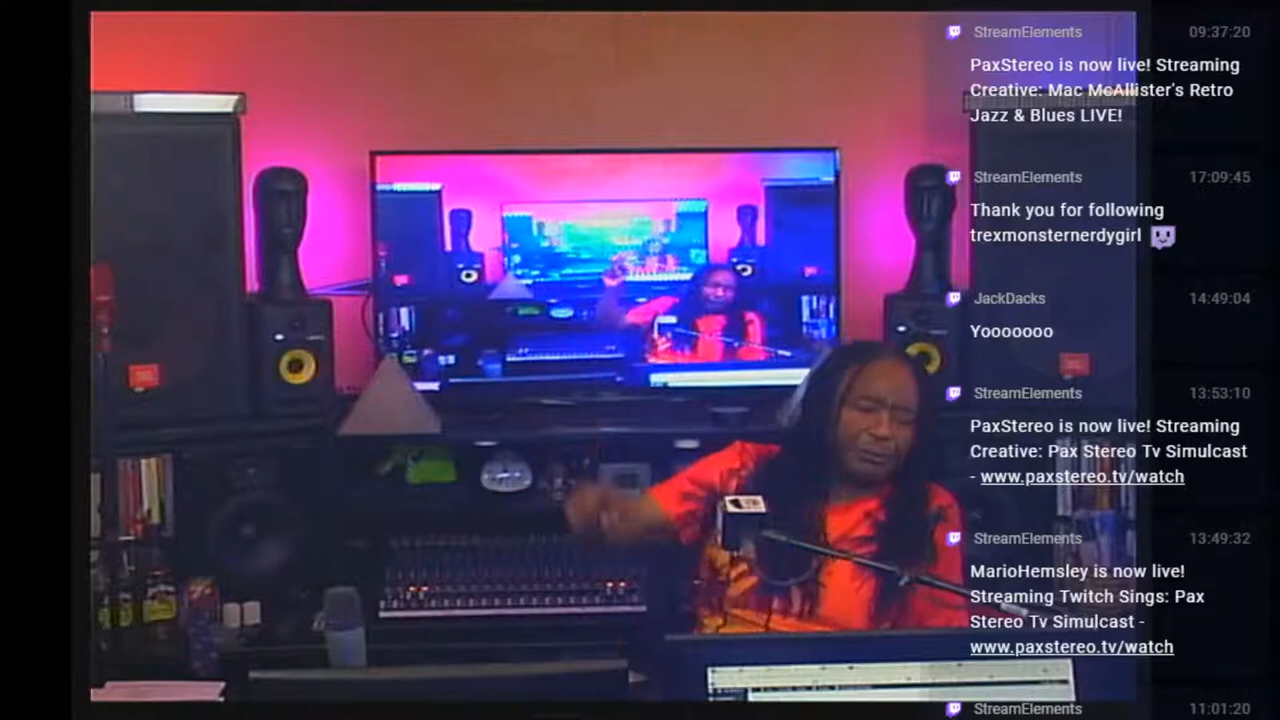 StreamElements 09:37:20
PaxStereo is now live! Streaming
Creative: Mac McAllister's Retro
Jazz & Blues LIVE!
StreamElements 17:09:45
Thank you for following
trexmonsternerdygirl
JackDacks 14:49:04
Yooooooo
StreamElements 13:53:10
PaxStereo is now live! Streaming
Creative: Pax Stereo Tv Simulcast
- www.paxstereo.tv/watch
StreamElements 13:49:32
MarioHemsley is now live!
Streaming Twitch Sings: Pax
Stereo Tv Simulcast -
www.paxstereo.tv/watch
StreamElements 11:01:20